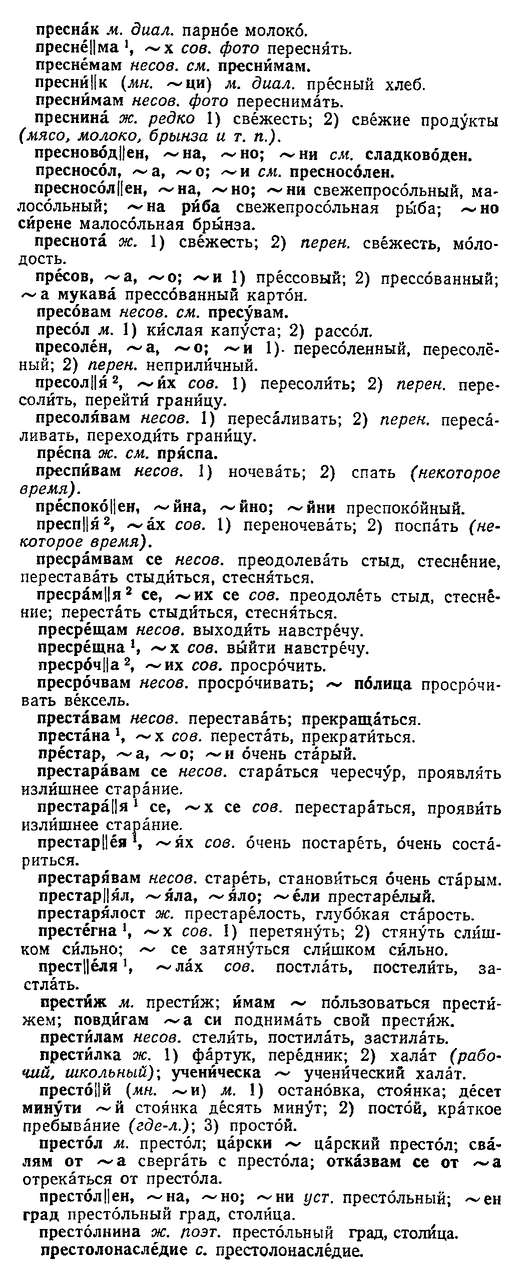 пресна́к м. диал. парно́е молоко́.
пресне́||ма ¹, ~х сов. фото пересня́ть.
пресне́мам несов. см. пресни́мам.
пресни́||к (мн. ~ци) м. диал. пре́сный хлеб.
пресни́мам несов. фото переснима́ть.
преснина́ ж. редко 1) све́жесть; 2) све́жие проду́кты
(мясо, молоко, брынза и т. п.).
пресново́д||ен, ~на, ~но; ~ни см. сладково́ден.
пресносо́л, ~а, ~о; ~и см. пресносо́лен.
пресносо́л||ен, ~на, ~но; ~ни свежепросо́льный, ма-
лосо́льный; ~на ри́ба свежепросо́льная ры́ба; ~но
си́рене малосо́льная бры́нза.
преснота́ ж. 1) све́жесть; 2) перен. све́жесть, мо́ло-
дость.
пре́сов, ~а, ~о; ~и 1) пре́ссовый; 2) прессо́ванный;
~а мукава́ прессо́ванный карто́н.
пресо́вам несов. см. пресу́вам.
пресо́л м. 1) ки́слая капу́ста; 2) рассо́л.
пресоле́н, ~а, ~о; ~и 1). пересо́ленный, пересолё-
ный; 2) перен. неприли́чный.
пресол||я́ ², ~и́х сов. 1) пересоли́ть; 2) перен. пере-
соли́ть, перейти́ грани́цу.
пресоля́вам несов. 1) переса́ливать; 2) перен. переса́-
ливать, переходи́ть грани́цу.
пре́спа ж. см. пря́спа.
преспи́вам несов. 1) ночева́ть; 2) спать (некоторое
время).
преспоко́||ен, ~йна, ~йно; ~йни преспоко́йный.
пресп||я́ ², ~а́х сов. 1) переночева́ть; 2) поспа́ть (не-
которое время).
пресра́мвам се несов. преодолева́ть стыд, стесне́ние,
перестава́ть стыди́ться, стесня́ться.
пресра́м||я ² се, ~их се сов. преодоле́ть стыд, стесне́-
ние; переста́ть стыди́ться, стесня́ться.
пресре́щам несов. выходи́ть навстре́чу.
пресре́щна ¹, ~х сов. вы́йти навстре́чу.
пресро́ч||а ², ~их сов. просро́чить.
пресро́чвам несов. просро́чивать; ~ по́лица просро́чи-
вать ве́ксель.
преста́вам несов. перестава́ть; прекраща́ться.
преста́на ¹, ~х сов. переста́ть, прекрати́ться.
пре́стар, ~а, ~о; ~и о́чень ста́рый.
престара́вам се несов. стара́ться чересчу́р, проявля́ть
изли́шнее стара́ние.
престара́||я ¹ се, ~х се сов. перестара́ться, прояви́ть
изли́шнее стара́ние.
престар||е́я ¹, ~я́х сов. о́чень постаре́ть, о́чень соста́-
риться.
престаря́вам несов. старе́ть, станови́ться о́чень ста́рым.
престар||я́л, ~я́ла, ~я́ло; ~е́ли престаре́лый.
престаря́лост ж. престаре́лость, глубо́кая ста́рость.
престе́гна ¹, ~х сов. 1) перетяну́ть; 2) стяну́ть сли́ш-
ком си́льно; ~ се затяну́ться сли́шком си́льно.
прест||е́ля ¹, ~ла́х сов. постла́ть, постели́ть, за-
стла́ть.
прести́ж м. прести́ж; и́мам ~ по́льзоваться прести́-
жем; повди́гам ~а си поднима́ть свой прести́ж.
прести́лам несов. стели́ть, постила́ть, застила́ть.
прести́лка ж. 1) фа́ртук, пере́дник; 2) хала́т (рабо́-
чий, шко́льный); учени́ческа ~ учени́ческий хала́т.
престо́||й (мн. ~и) м. 1) остано́вка, стоя́нка; де́сет
мину́ти ~й стоя́нка де́сять мину́т; 2) посто́й, кра́ткое
пребыва́ние (где-л.); 3) просто́й.
престо́л м. престо́л; ца́рски ~ ца́рский престо́л; сва́-
лям от ~а сверга́ть с престо́ла; отка́звам се от ~а
отрека́ться от престо́ла.
престо́л||ен, ~на, ~но; ~ни уст. престо́льный; ~ен
град престо́льный град, столи́ца.
престо́лнина ж. поэт. престо́льный град, столи́ца.
престолонасле́дие с. престолонасле́дие.